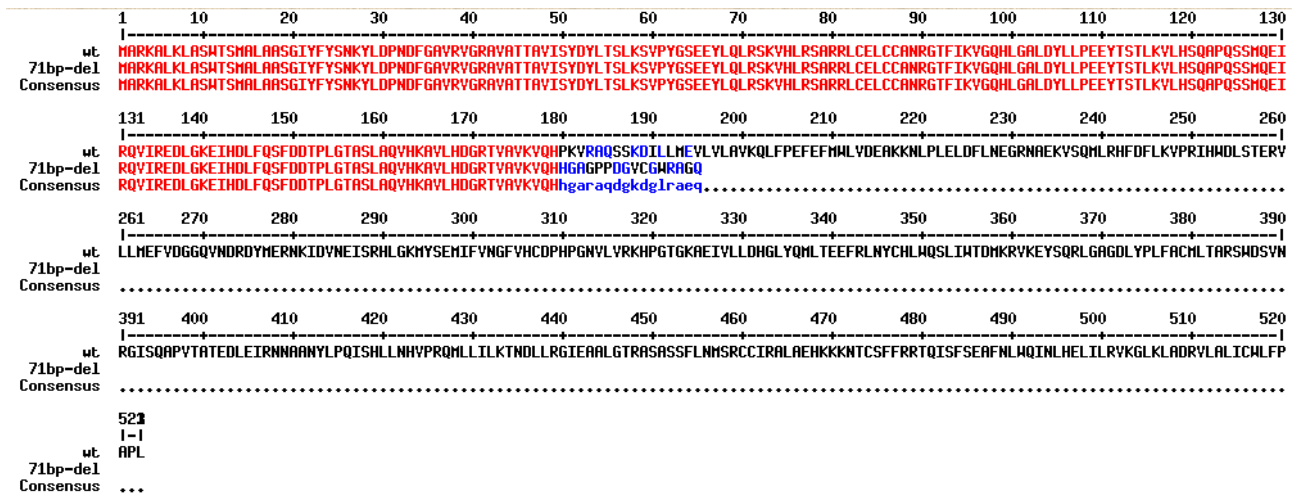 1 10 20 30 40 50 60 70 80 90 100 110 120 130
|--------+---------+---------+---------+---------+---------+---------+---------+---------+---------+---------+---------+---------|
wt MARKALKLASWTSMALAASGIYFYSNKYLDPNDFGAVRVGRAVATTAVISYDYLTSLKSVPYGSEEYLQLRSKVHLRSARRLCELCCANRGTFIKVGQHLGALDYLLPEEYTSTLKVLHSQAPQSSMQEI
71bp-del MARKALKLASWTSMALAASGIYFYSNKYLDPNDFGAVRVGRAVATTAVISYDYLTSLKSVPYGSEEYLQLRSKVHLRSARRLCELCCANRGTFIKVGQHLGALDYLLPEEYTSTLKVLHSQAPQSSMQEI
Consensus MARKALKLASWTSMALAASGIYFYSNKYLDPNDFGAVRVGRAVATTAVISYDYLTSLKSVPYGSEEYLQLRSKVHLRSARRLCELCCANRGTFIKVGQHLGALDYLLPEEYTSTLKVLHSQAPQSSMQEI
131 140 150 160 170 180 190 200 210 220 230 240 250 260
|--------+---------+---------+---------+---------+---------+---------+---------+---------+---------+---------+---------+---------|
wt RQVIREDLGKEIHDLFQSFDDTPLGTASLAQVHKAVLHDGRTVAVKVQHPKVRAQSSKDILLMEVLVLAVKQLFPEFEFMWLVDEAKKNLPLELDFLNEGRNAEKVSQMLRHFDFLKVPRIHWDLSTERV
71bp-del RQVIREDLGKEIHDLFQSFDDTPLGTASLAQVHKAVLHDGRTVAVKVQHHGAGPPDGVCGWRAGQ
Consensus RQVIREDLGKEIHDLFQSFDDTPLGTASLAQVHKAVLHDGRTVAVKVQHhgaraqdgkdglraeq.................................................................
261 270 280 290 300 310 320 330 340 350 360 370 380 390
|--------+---------+---------+---------+---------+---------+---------+---------+---------+---------+---------+---------+---------|
wt LLMEFVDGGQVNDRDYMERNKIDVNEISRHLGKMYSEMIFVNGFVHCDPHPGNVLVRKHPGTGKAEIVLLDHGLYQMLTEEFRLNYCHLWQSLIWTDMKRVKEYSQRLGAGDLYPLFACMLTARSWDSVN
71bp-del
Consensus ..................................................................................................................................
391 400 410 420 430 440 450 460 470 480 490 500 510 520
|--------+---------+---------+---------+---------+---------+---------+---------+---------+---------+---------+---------+---------|
wt RGISQAPVTATEDLEIRNNAANYLPQISHLLNHVPRQMLLILKTNDLLRGIEAALGTRASASSFLNMSRCCIRALAEHKKKNTCSFFRRTQISFSEAFNLWQINLHELILRVKGLKLADRVLALICWLFP
71bp-del
Consensus ..................................................................................................................................
523
|-|
wt APL
71bp-del
Consensus ...